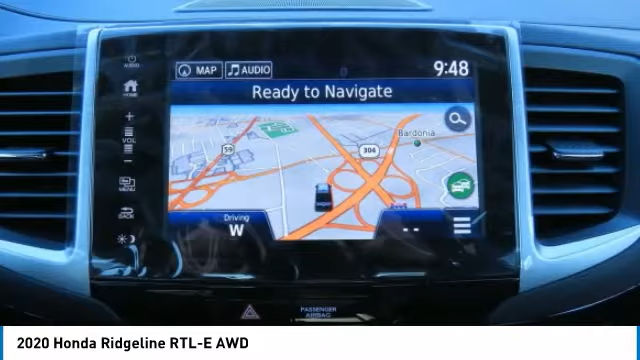 AUDIO
MAP
AUDIO
9:48
HOME
Ready to Navigate
+
VOL
-
59
304
Bardonia
MENU
BACK
Driving
W
--
PASSENGER
AIRBAG
2020 Honda Ridgeline RTL-E AWD